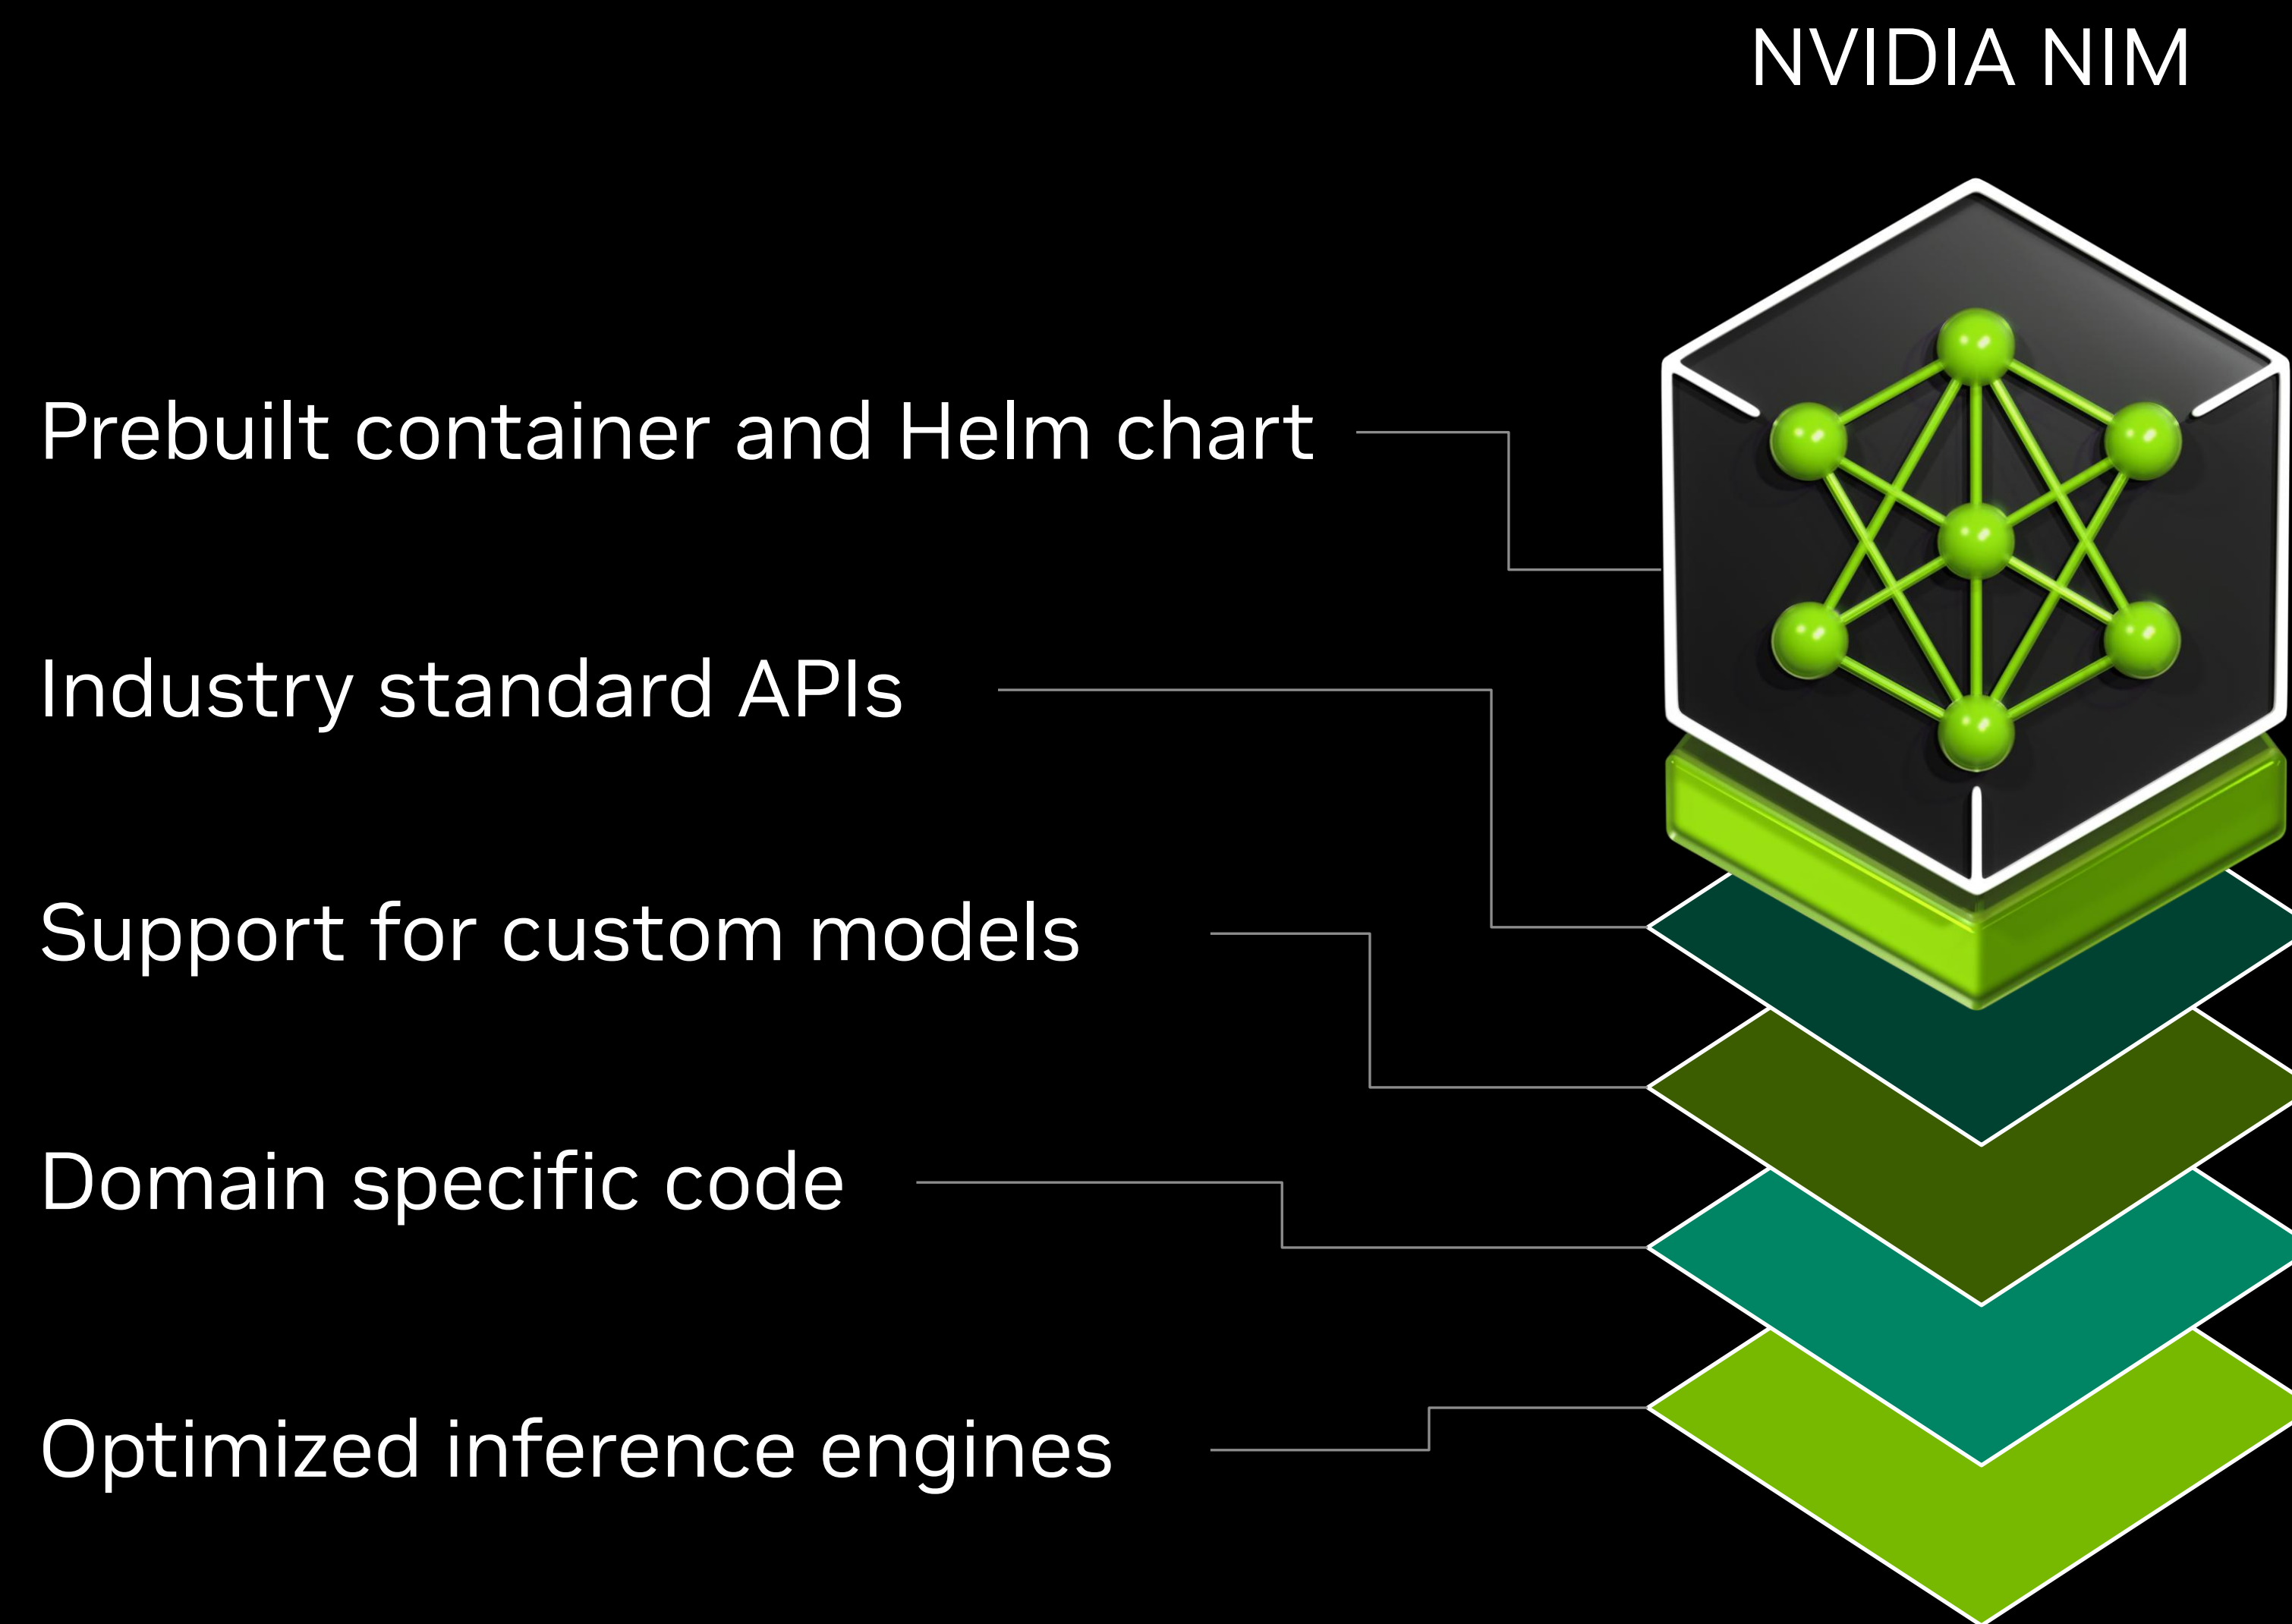 NVIDIA NIM
Prebuilt container and Helm chart
Industry standard APIs
Support for custom models
Domain specific code
Optimized inference engines